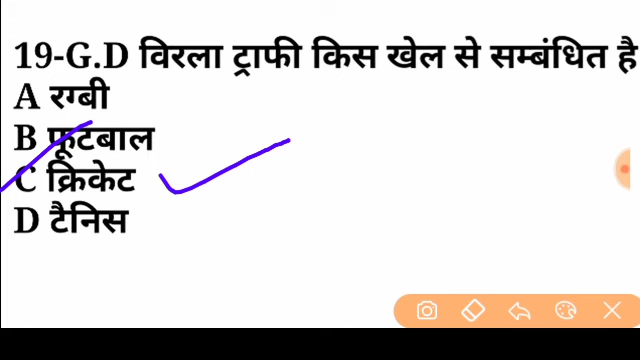 19-G.D विरला ट्राफी किस खेल से सम्बंधित है
A रग्बी
B फूटबाल
C क्रिकेट
D टैनिस